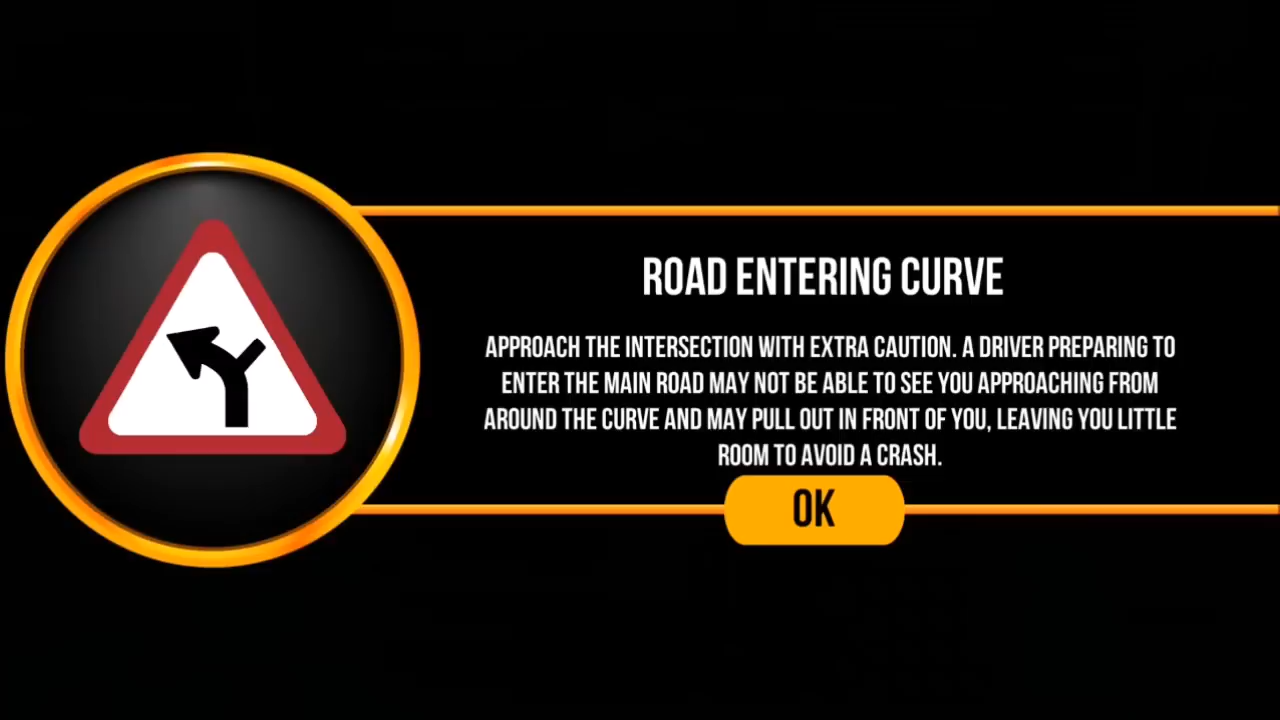 ROAD ENTERING CURVE
APPROACH THE INTERSECTION WITH EXTRA CAUTION. A DRIVER PREPARING TO
ENTER THE MAIN ROAD MAY NOT BE ABLE TO SEE YOU APPROACHING FROM
AROUND THE CURVE AND MAY PULL OUT IN FRONT OF YOU, LEAVING YOU LITTLE
ROOM TO AVOID A CRASH.
OK